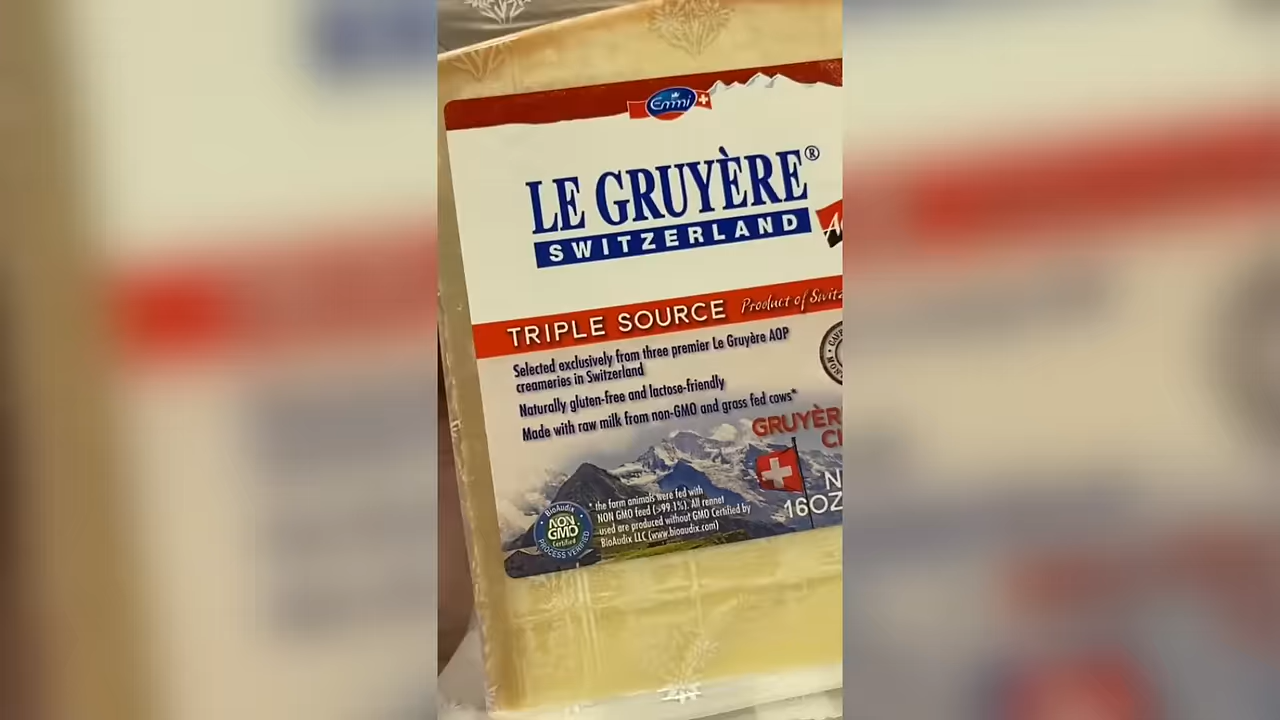 Emmi
LE GRUYÈRE®
SWITZERLAND
TRIPLE SOURCE Product of
Selected exclusively from three premier Le Gruyère AOP
creameries in Switzerland
Naturally gluten-free and lactose-friendly
Made with raw milk from non-GMO and grass fed cows*
16OZ
* the farm animals were fed with
NON GMO feed (>99.1%). All rennet
used are produced without GMO Certified by
BioAudix LLC (www.bioaudix.com)
BioAudix
NON
GMO
Certified
PROCESS VERIFIED